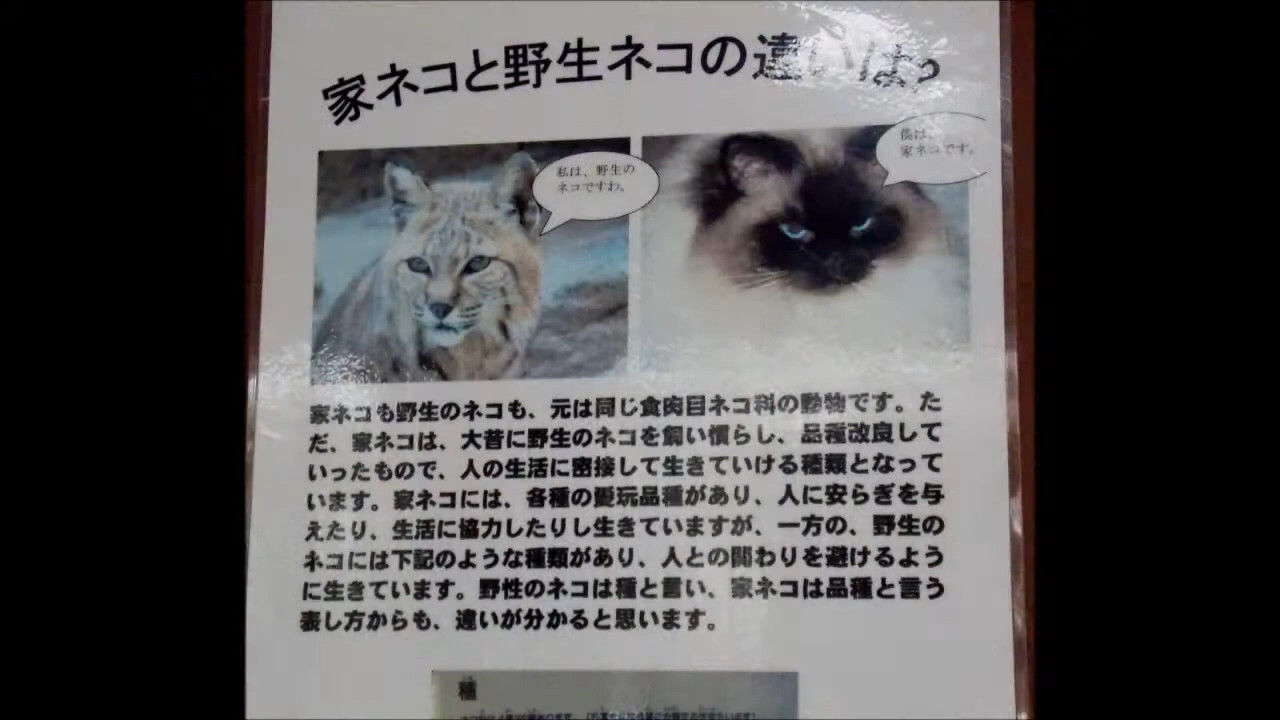 家ネコと野生ネコの違いは?
私は、野生の
ネコですわ。
僕は、
家ネコです。
家ネコも野生のネコも、元は同じ食肉目ネコ科の動物です。た
だ、家ネコは、大昔に野生のネコを飼い慣らし、品種改良して
いったもので、人の生活に密接して生きていける種類となって
います。家ネコには、各種の愛玩品種があり、人に安らぎを与
えたり、生活に協力したりし生きていますが、一方の、野生の
ネコには下記のような種類があり、人との関わりを避けるよう
に生きています。野性のネコは種と言い、家ネコは品種と言う
表し方からも、違いが分かると思います。
種